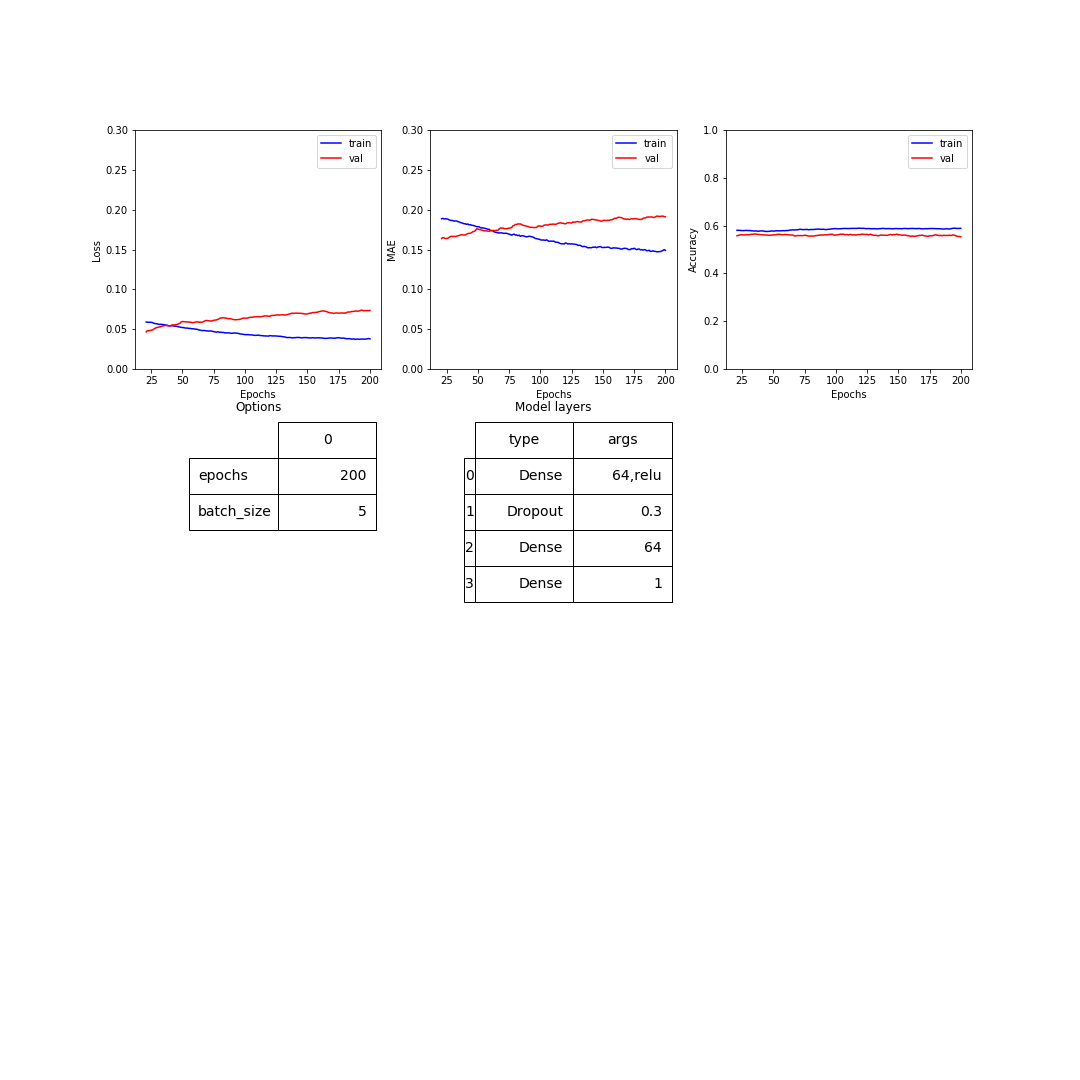 0.30
0.25
0.20
0.15
0.10
0.05
0.00
Loss
train
val
25 50 75 100 125 150 175 200
Epochs
0.30
0.25
0.20
0.15
0.10
0.05
0.00
MAE
train
val
25 50 75 100 125 150 175 200
Epochs
1.0
0.8
0.6
0.4
0.2
0.0
Accuracy
train
val
25 50 75 100 125 150 175 200
Epochs
Options
0
epochs 200
batch_size 5
Model layers
type args
0 Dense 64,relu
1 Dropout 0.3
2 Dense 64
3 Dense 1